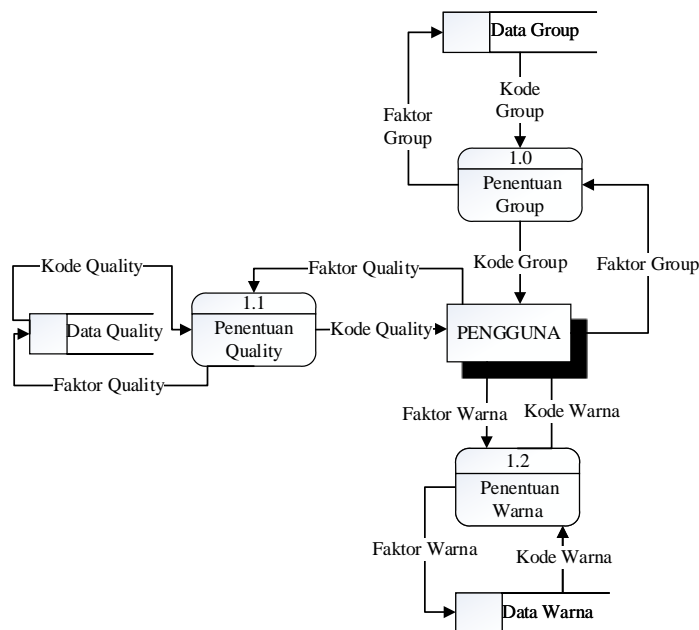 Data Group
Kode
Group
Faktor
Group
1.0
Penentuan
Group
Kode Group
Faktor Group
Kode Quality
Faktor Quality
1.1
Penentuan
Quality
Data Quality
Kode Quality
PENGGUNA
Faktor Quality
Faktor Warna
Kode Warna
1.2
Penentuan
Warna
Faktor Warna
Kode Warna
Data Warna